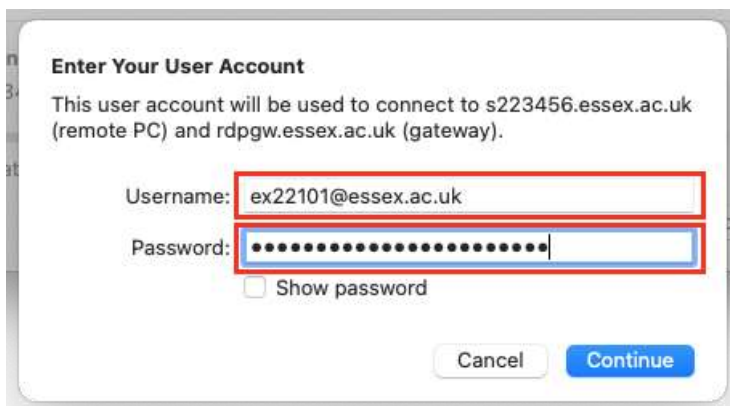 Enter Your User Account
This user account will be used to connect to s223456.essex.ac.uk
(remote PC) and rdpgw.essex.ac.uk (gateway).
Username: ex22101@essex.ac.uk
Password: •••••••••••••••••••••••
Show password
Cancel Continue